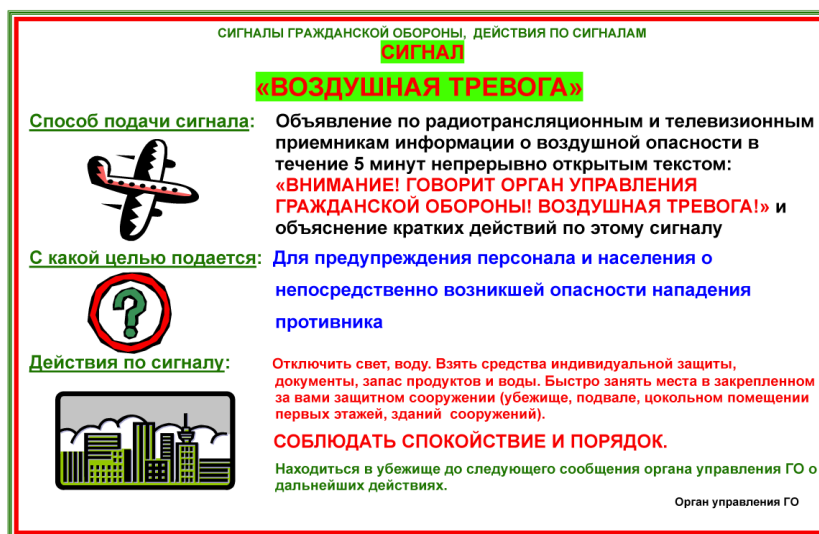 СИГНАЛЫ ГРАЖДАНСКОЙ ОБОРОНЫ, ДЕЙСТВИЯ ПО СИГНАЛАМ
СИГНАЛ
«ВОЗДУШНАЯ ТРЕВОГА»
Способ подачи сигнала: Объявление по радиотрансляционным и телевизионным
приемникам информации о воздушной опасности в
течение 5 минут непрерывно открытым текстом:
«ВНИМАНИЕ! ГОВОРИТ ОРГАН УПРАВЛЕНИЯ
ГРАЖДАНСКОЙ ОБОРОНЫ! ВОЗДУШНАЯ ТРЕВОГА!» и
объяснение кратких действий по этому сигналу
С какой целью подается: Для предупреждения персонала и населения о
непосредственно возникшей опасности нападения
противника
Действия по сигналу: Отключить свет, воду. Взять средства индивидуальной защиты,
документы, запас продуктов и воды. Быстро занять места в закрепленном
за вами защитном сооружении (убежище, подвале, цокольном помещении
первых этажей, зданий сооружений).
СОБЛЮДАТЬ СПОКОЙСТВИЕ И ПОРЯДОК.
Находиться в убежище до следующего сообщения органа управления ГО о
дальнейших действиях.
Орган управления ГО